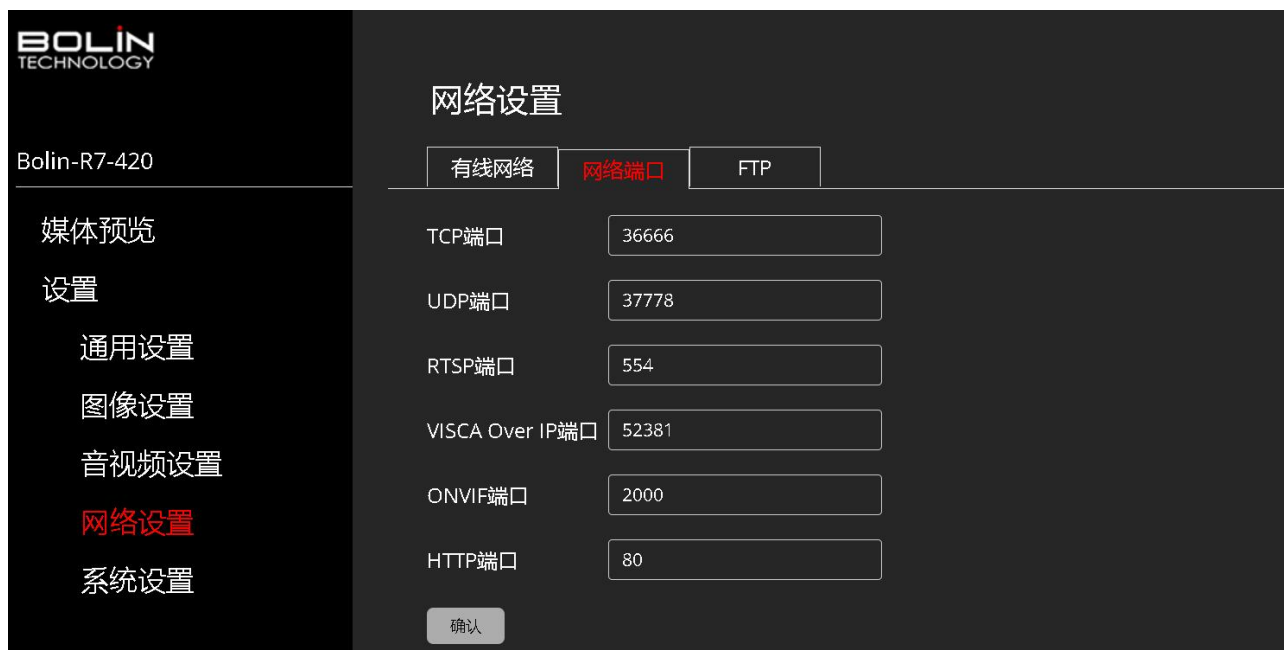 BOLIN
TECHNOLOGY
Bolin-R7-420
媒体预览
设置
通用设置
图像设置
音视频设置
网络设置
系统设置
网络设置
有线网络 网络端口 FTP
TCP端口 36666
UDP端口 37778
RTSP端口 554
VISCA Over IP端口 52381
ONVIF端口 2000
HTTP端口 80
确认